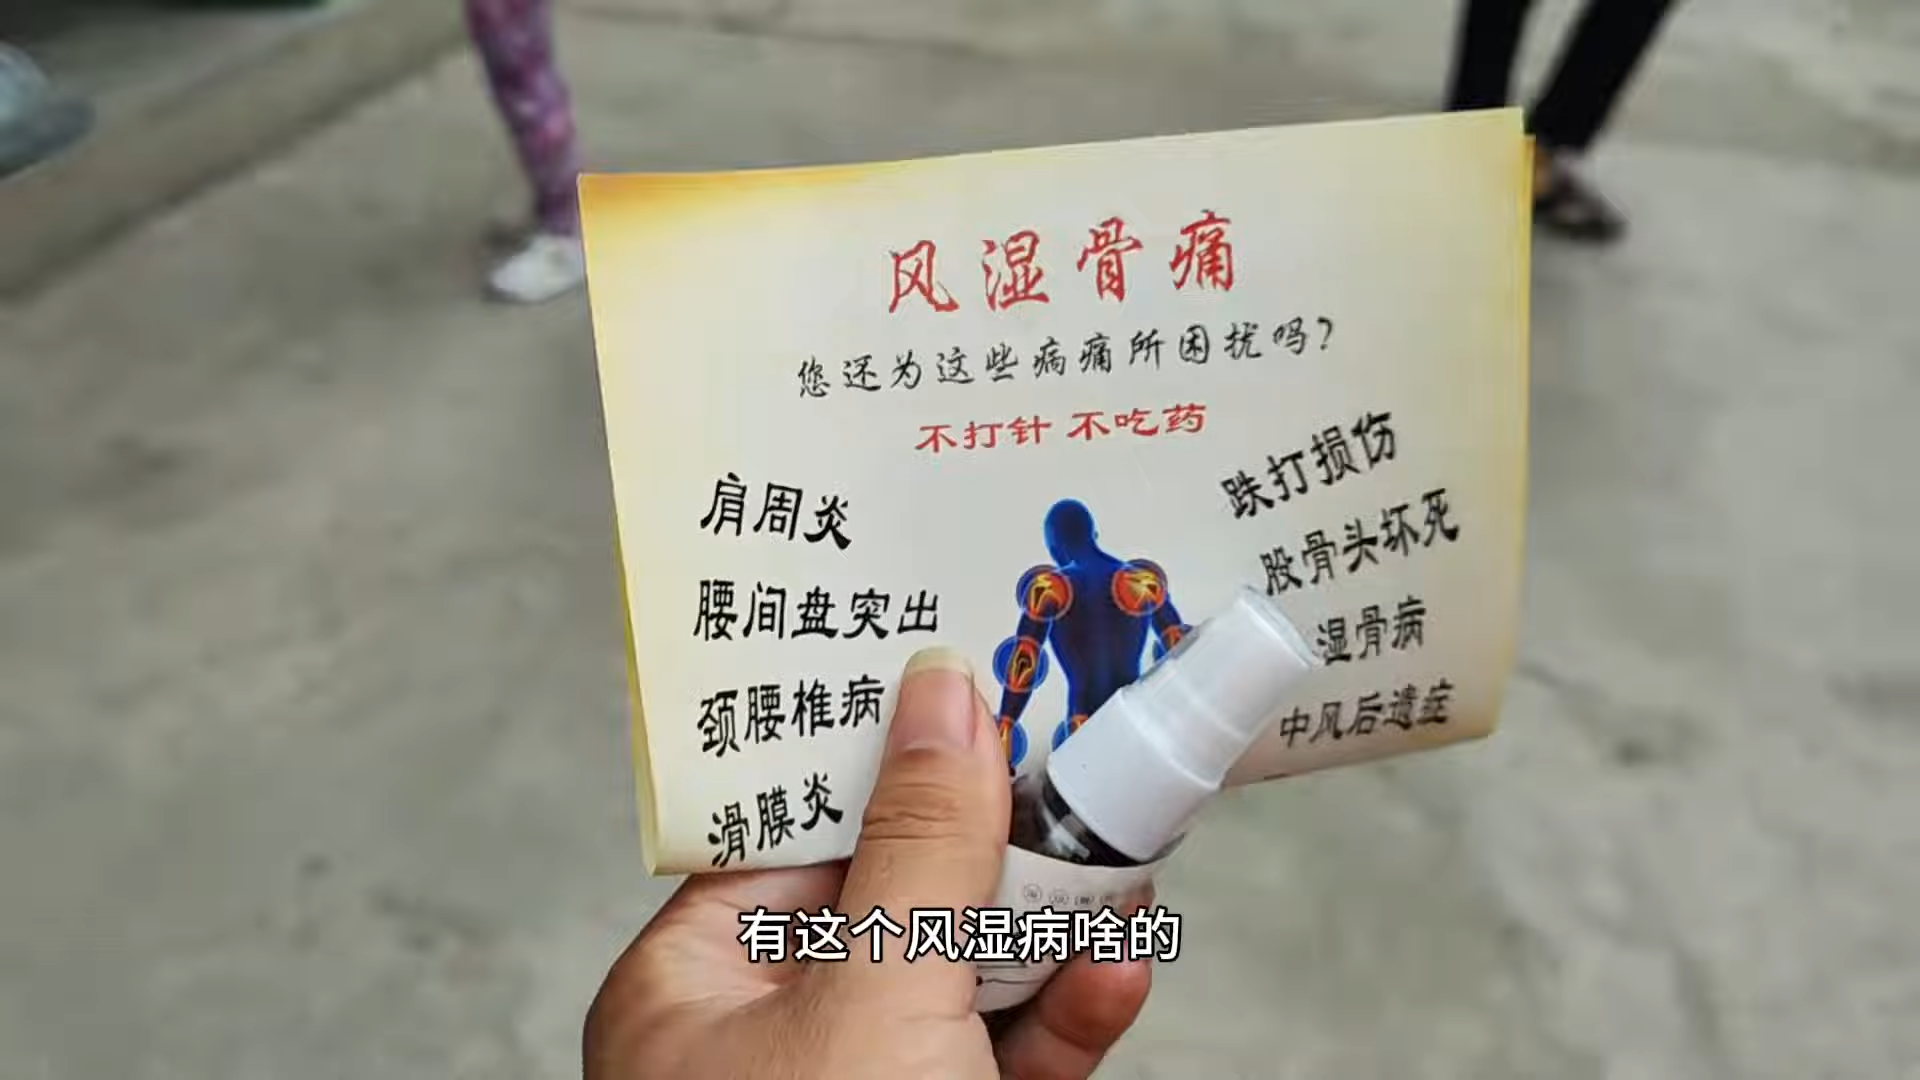 风湿骨痛
您还为这些病痛所困扰吗?
不打针 不吃药
肩周炎
腰间盘突出
颈腰椎病
滑膜炎
跌打损伤
股骨头坏死
湿骨病
中风后遗症
有这个风湿病啥的